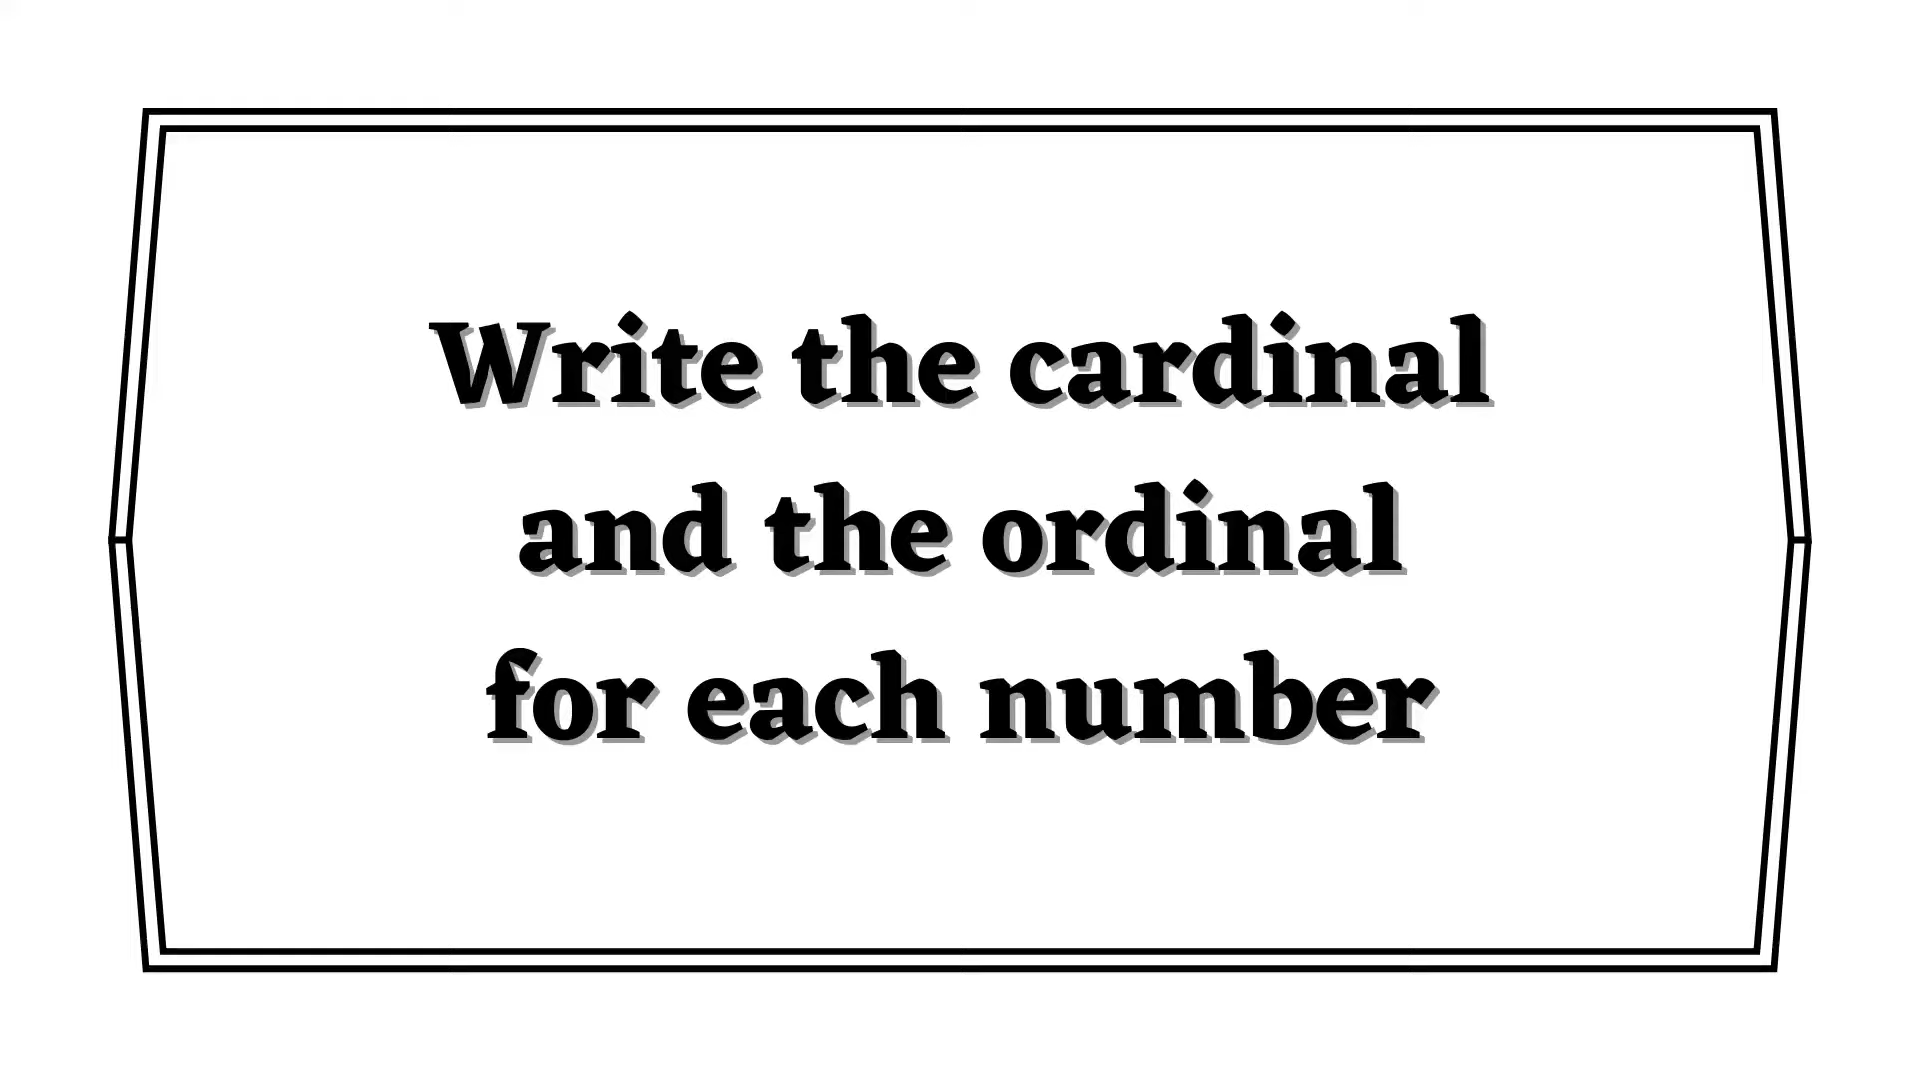 Write the cardinal
and the ordinal
for each number